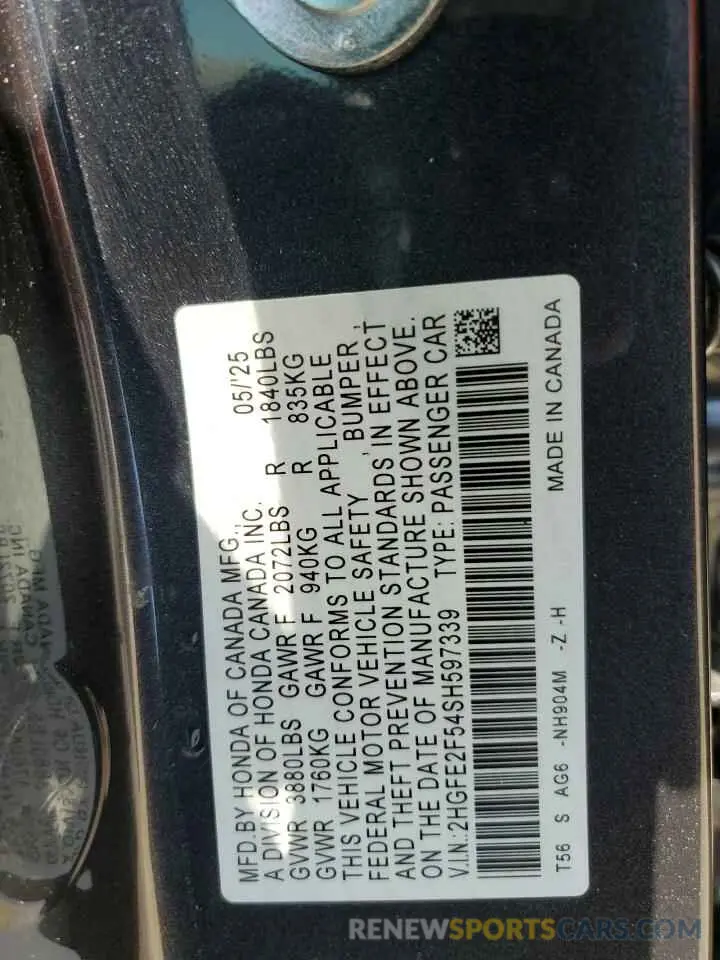 MFD.BY HONDA OF CANADA MFG., 05/'25
A DIVISION OF HONDA CANADA INC.
GVWR 3880LBS GAWR F 2072LBS R 1840LBS
GVWR 1760KG GAWR F 940KG R 835KG
THIS VEHICLE CONFORMS TO ALL APPLICABLE
FEDERAL MOTOR VEHICLE SAFETY , BUMPER ,
AND THEFT PREVENTION STANDARDS IN EFFECT
ON THE DATE OF MANUFACTURE SHOWN ABOVE.
V.I.N.:2HGFE2F54SH597339 TYPE: PASSENGER CAR
T56 S AG6 -NH904M -Z -H MADE IN CANADA
RENEWSPORTSCARS.COM